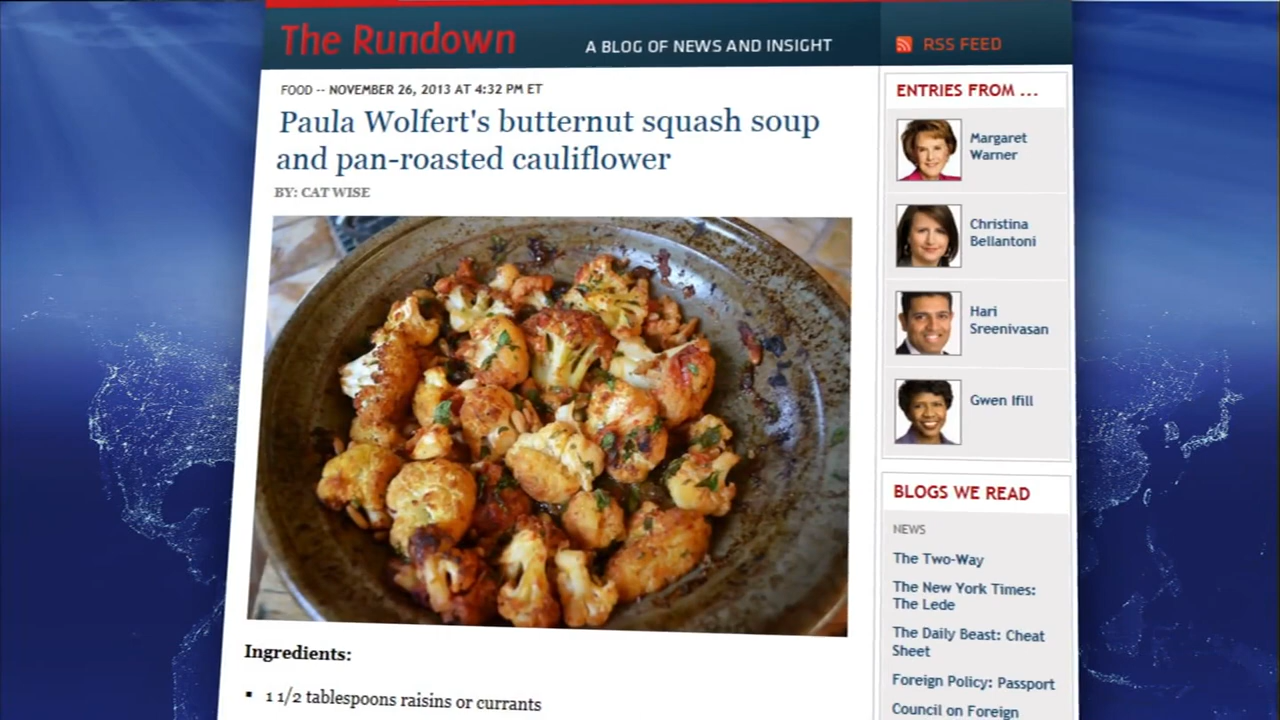 The Rundown
A BLOG OF NEWS AND INSIGHT
RSS FEED
FOOD -- NOVEMBER 26, 2013 AT 4:32 PM ET
Paula Wolfert's butternut squash soup
and pan-roasted cauliflower
BY: CAT WISE
Ingredients:
▪ 1 1/2 tablespoons raisins or currants
ENTRIES FROM ...
Margaret
Warner
Christina
Bellantoni
Hari
Sreenivasan
Gwen Ifill
BLOGS WE READ
NEWS
The Two-Way
The New York Times:
The Lede
The Daily Beast: Cheat
Sheet
Foreign Policy: Passport
Council on Foreign